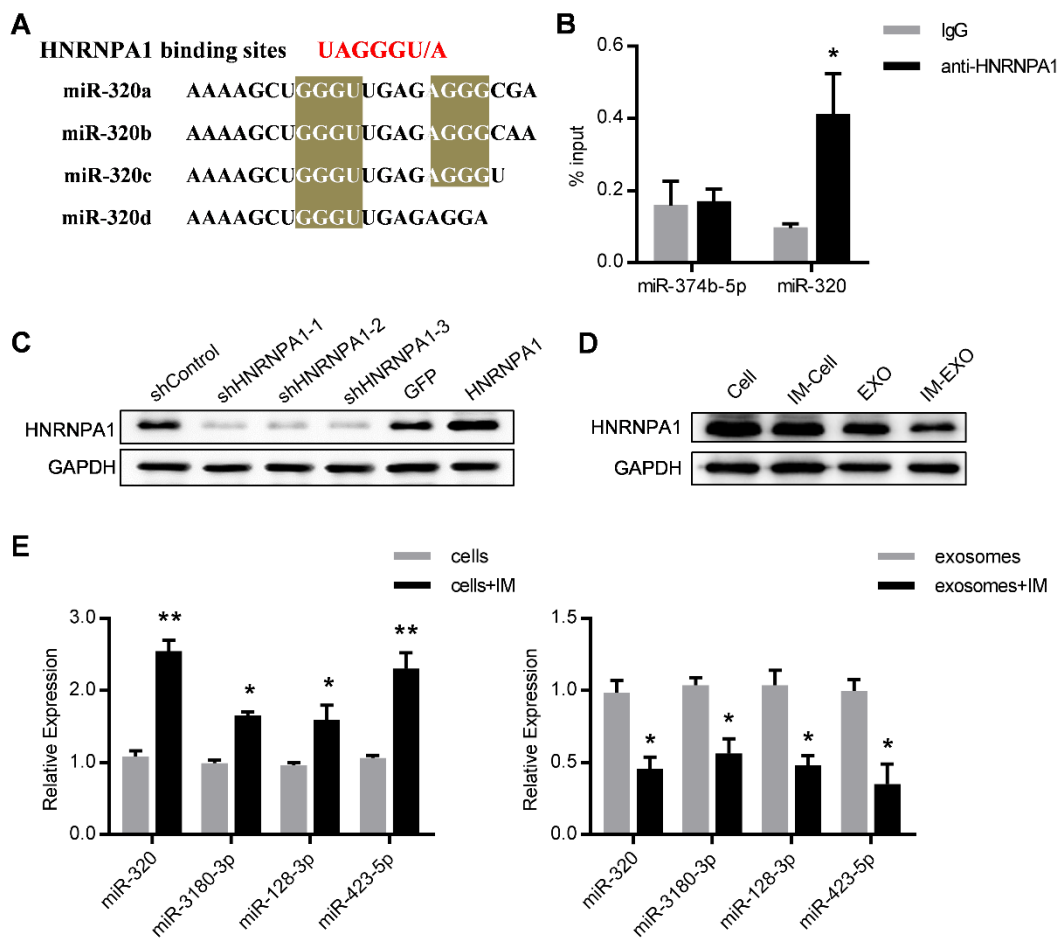 A
HNRNPA1 binding sites UAGGGU/A
miR-320a AAAAGCUGGGUUGAGAGGGCGA
miR-320b AAAAGCUGGGUUGAGAGGGCAA
miR-320c AAAAGCUGGGUUGAGAGGGU
miR-320d AAAAGCUGGGUUGAGAGGA
B
IgG
anti-HNRNPA1
% input
0.6
0.4
0.2
0.0
*
miR-374b-5p miR-320
C
shControl shHNRNPA1-1 shHNRNPA1-2 shHNRNPA1-3 GFP HNRNPA1
HNRNPA1
GAPDH
D
Cell IM-Cell EXO IM-EXO
HNRNPA1
GAPDH
E
cells
cells+IM
Relative Expression
3.0
2.0
1.0
0.0
** * * **
miR-320 miR-3180-3p miR-128-3p miR-423-5p
exosomes
exosomes+IM
Relative Expression
1.5
1.0
0.5
0.0
* * * *
miR-320 miR-3180-3p miR-128-3p miR-423-5p